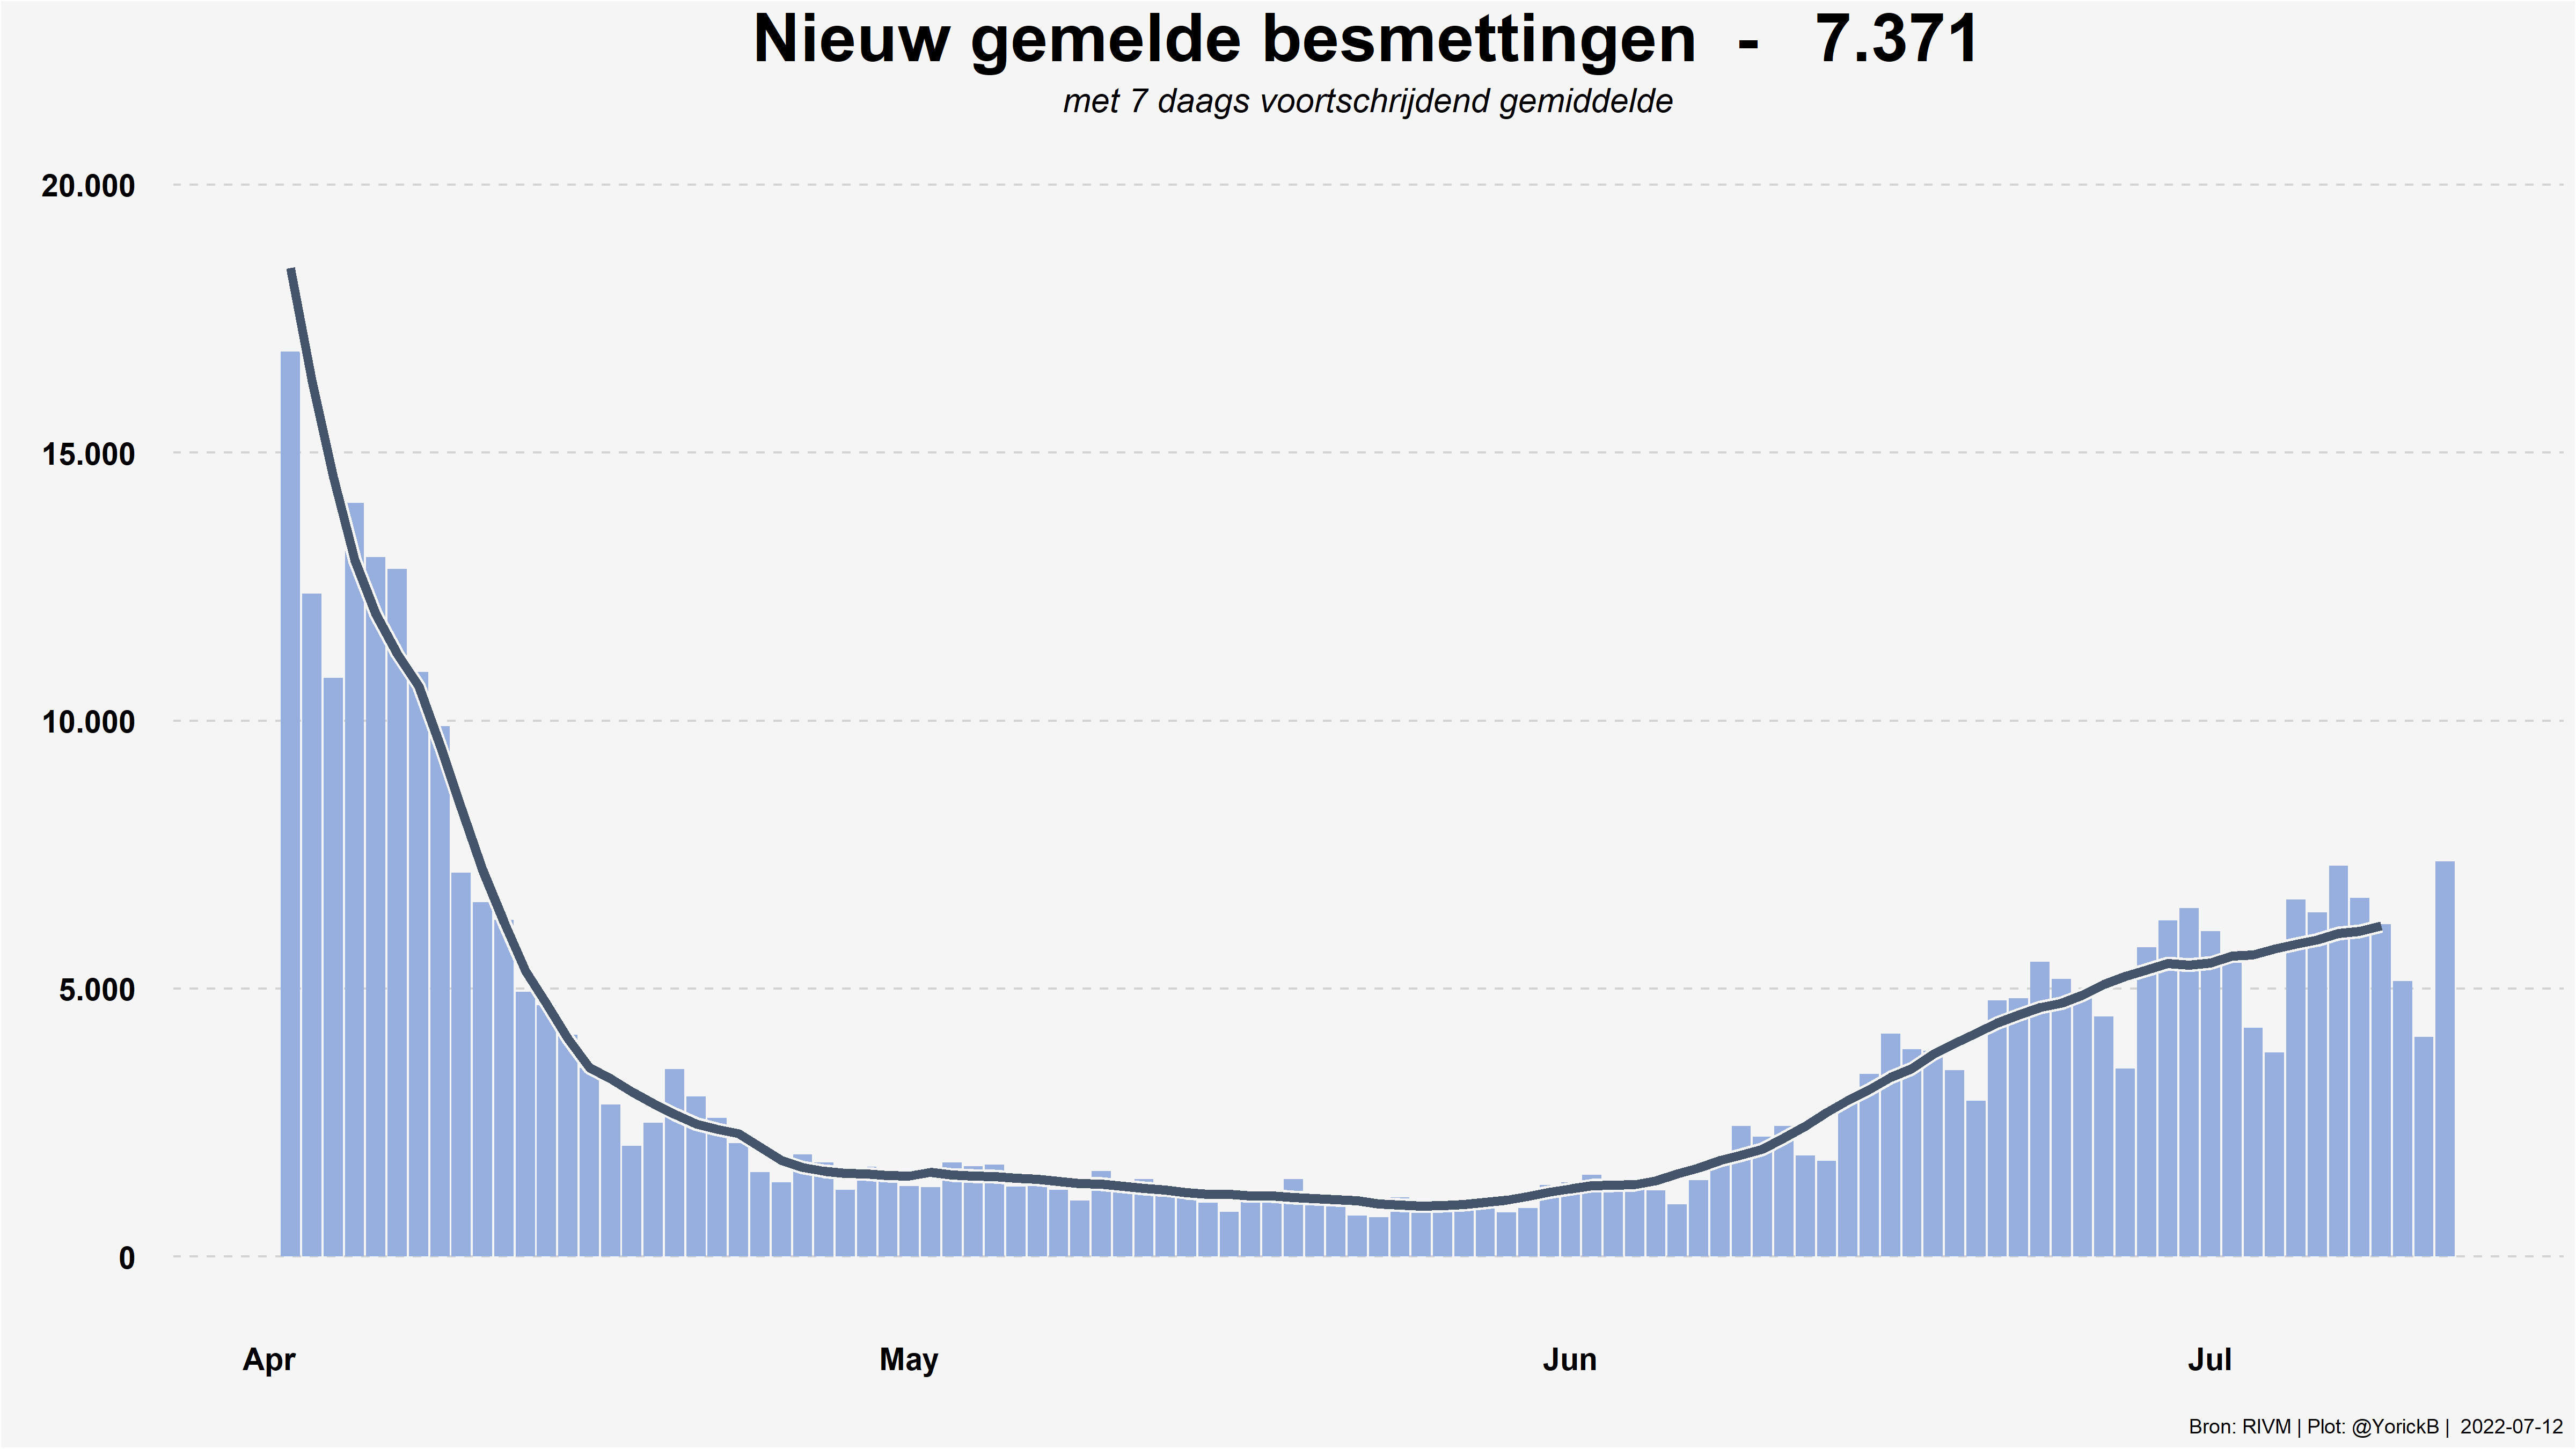 Nieuw gemelde besmettingen - 7.371
met 7 daags voortschrijdend gemiddelde
20.000
15.000
10.000
5.000
0
Apr May Jun Jul
Bron: RIVM | Plot: @YorickB | 2022-07-12